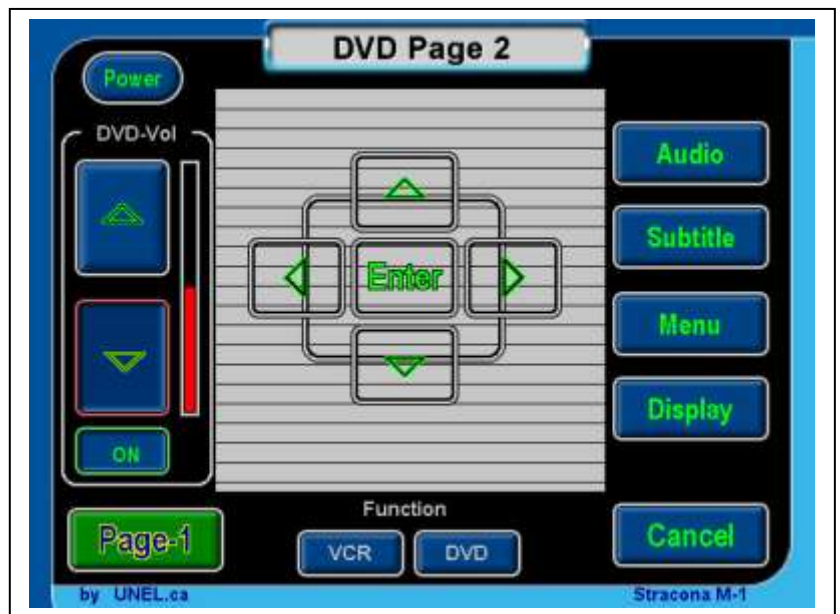 DVD Page 2
Power
DVD-Vol
ON
Enter
Audio
Subtitle
Menu
Display
Cancel
Page-1
Function
VCR DVD
by UNEL.ca
Stracona M-1